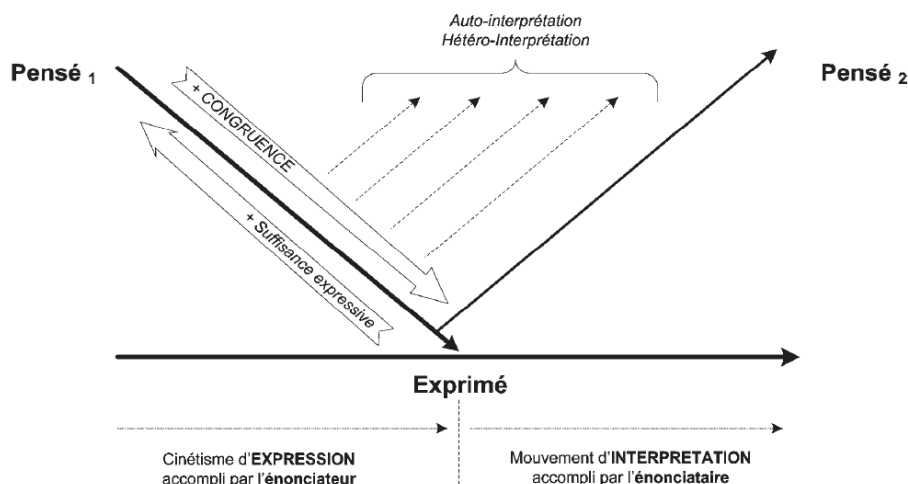 Auto-interprétation
Hétéro-Interprétation
Pensé 1
Pensé 2
+ CONGRUENCE
+ Suffisance expressive
Exprimé
Cinétisme d'EXPRESSION
accompli par l'énonciateur
Mouvement d'INTERPRETATION
accompli par l'énonciataire